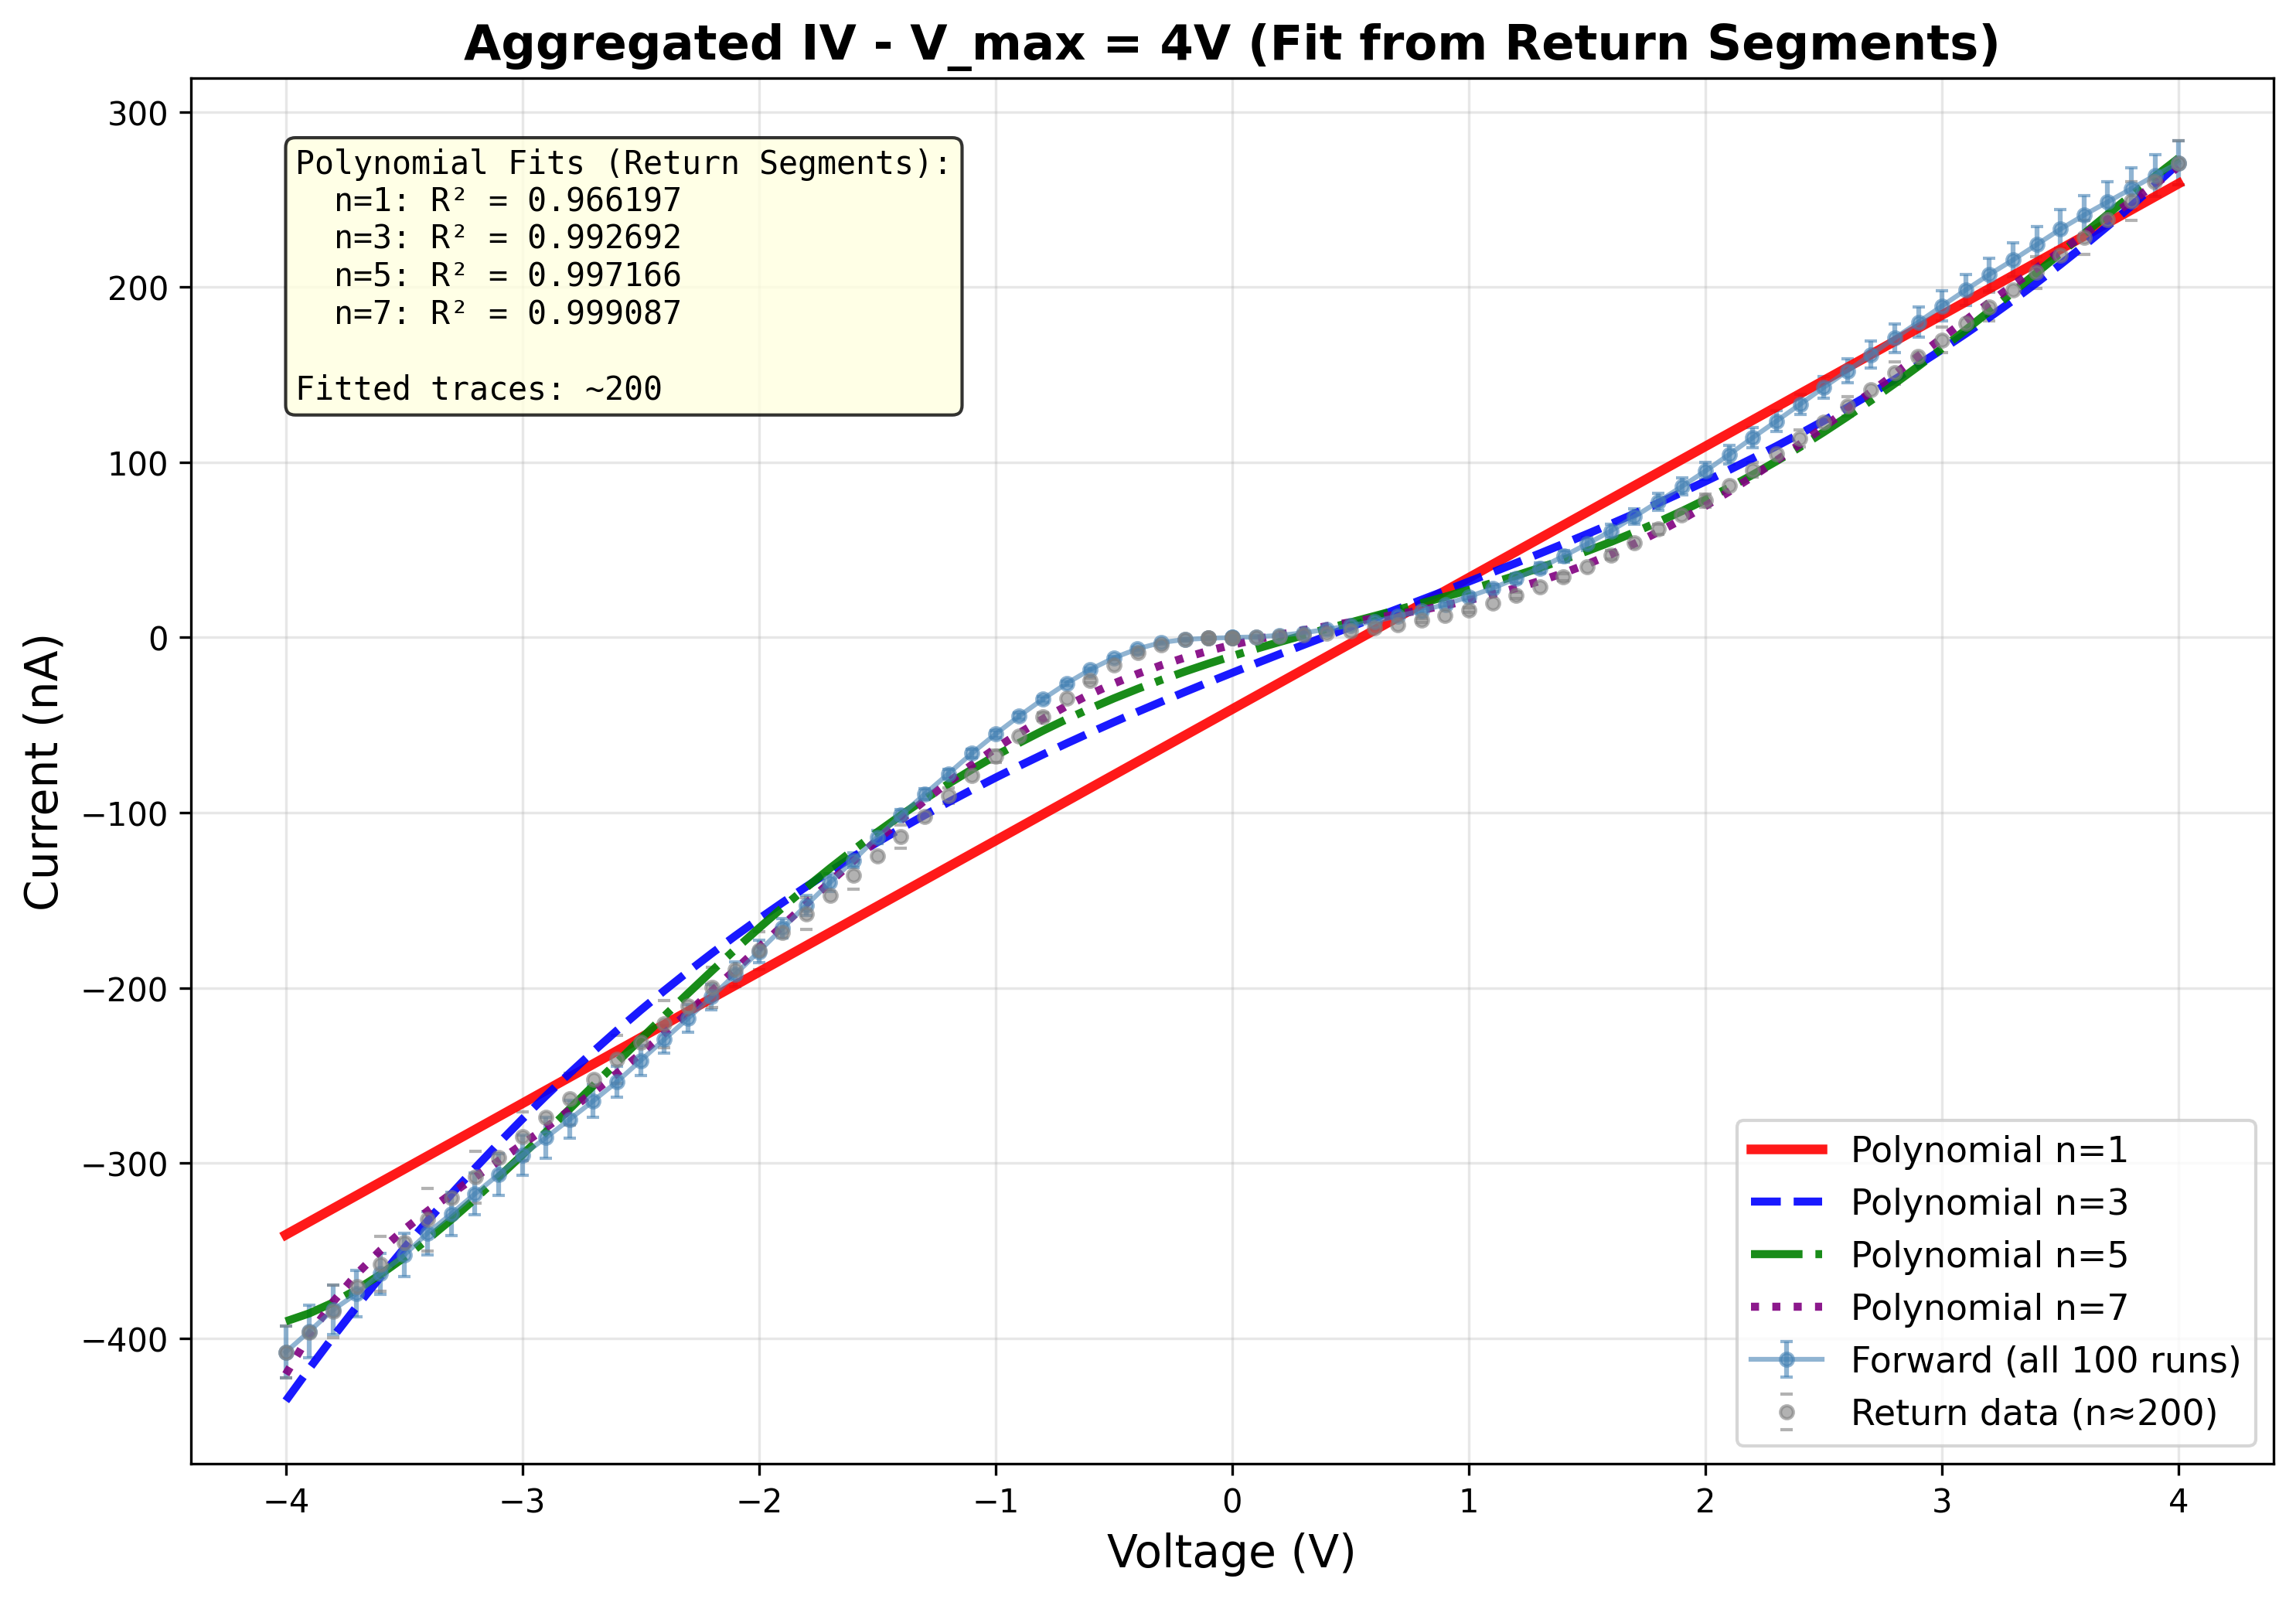 Aggregated IV - V_max = 4V (Fit from Return Segments)
Polynomial Fits (Return Segments):
n=1: R² = 0.966197
n=3: R² = 0.992692
n=5: R² = 0.997166
n=7: R² = 0.999087
Fitted traces: ~200
Current (nA)
300
200
100
0
−100
−200
−300
−400
Polynomial n=1
Polynomial n=3
Polynomial n=5
Polynomial n=7
Forward (all 100 runs)
Return data (n≈200)
−4 −3 −2 −1 0 1 2 3 4
Voltage (V)